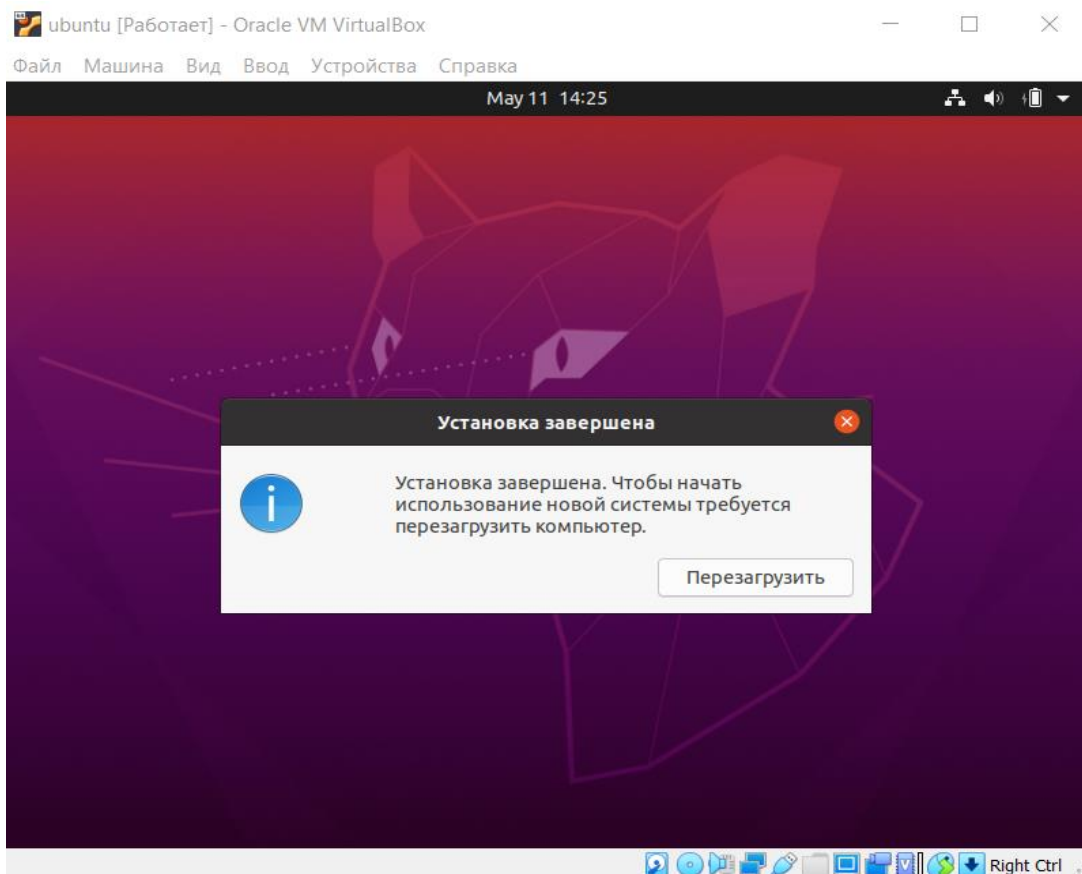 ubuntu [Работает] - Oracle VM VirtualBox
Файл Машина Вид Ввод Устройства Справка
May 11 14:25
Установка завершена
Установка завершена. Чтобы начать
использование новой системы требуется
перезагрузить компьютер.
Перезагрузить
Right Ctrl